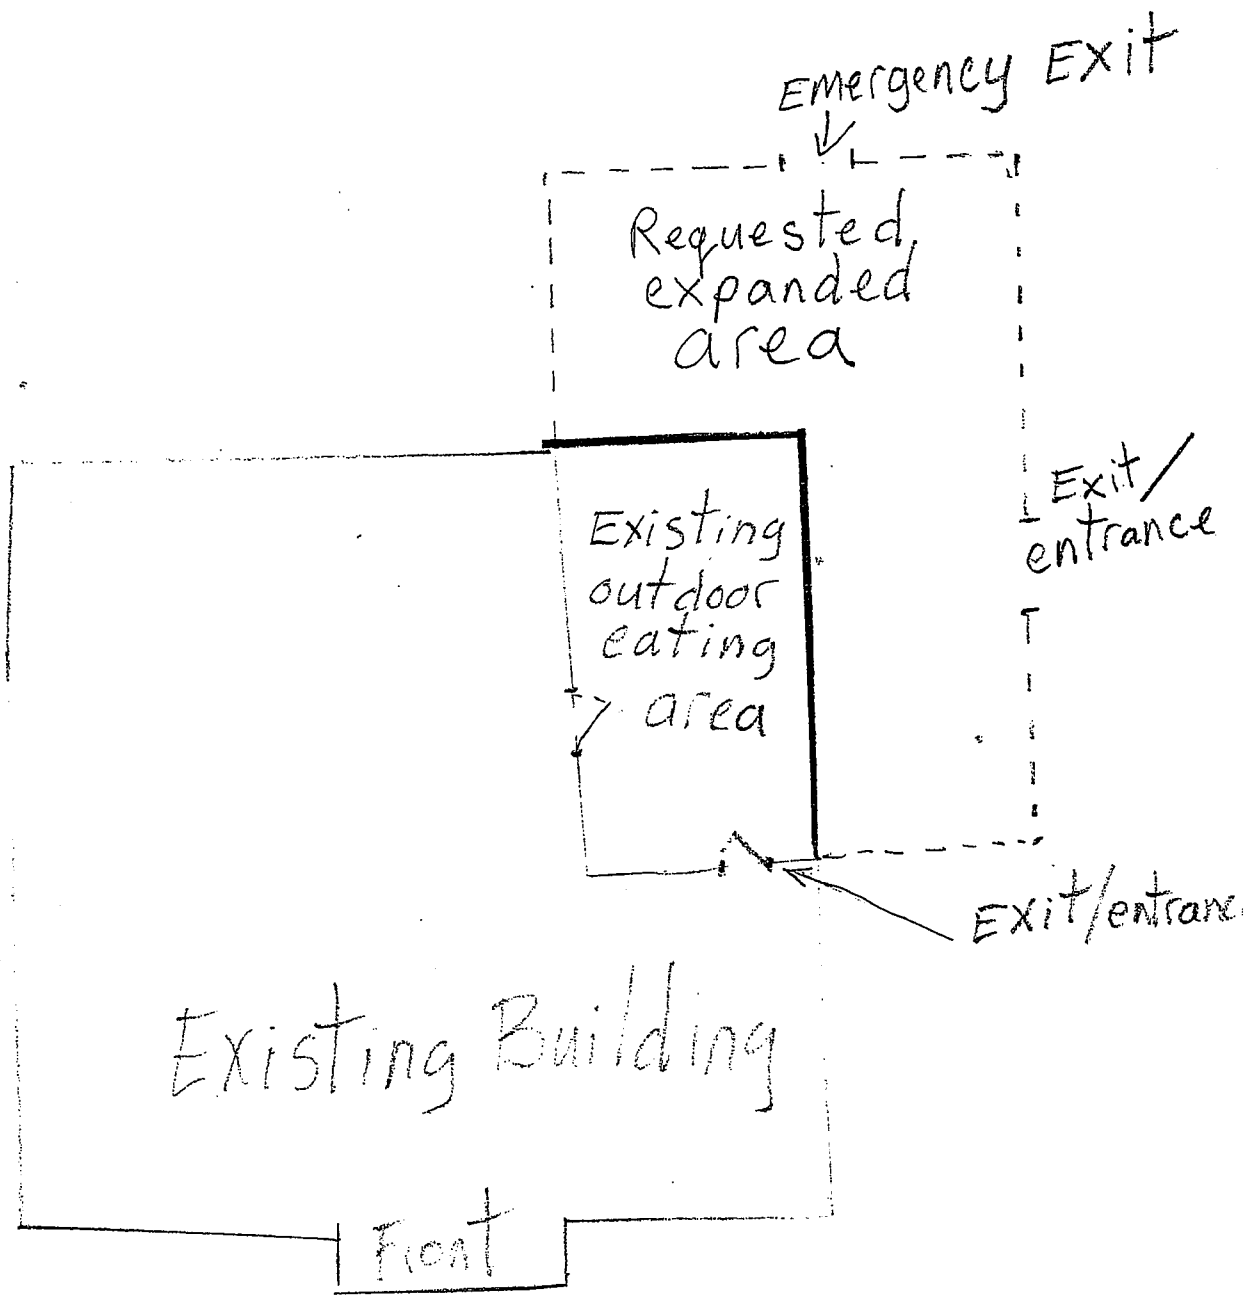 Emergency Exit
Requested
expanded
area
Exit/
entrance
Existing
outdoor
eating
area
Exit/entranc
Existing Building
Front